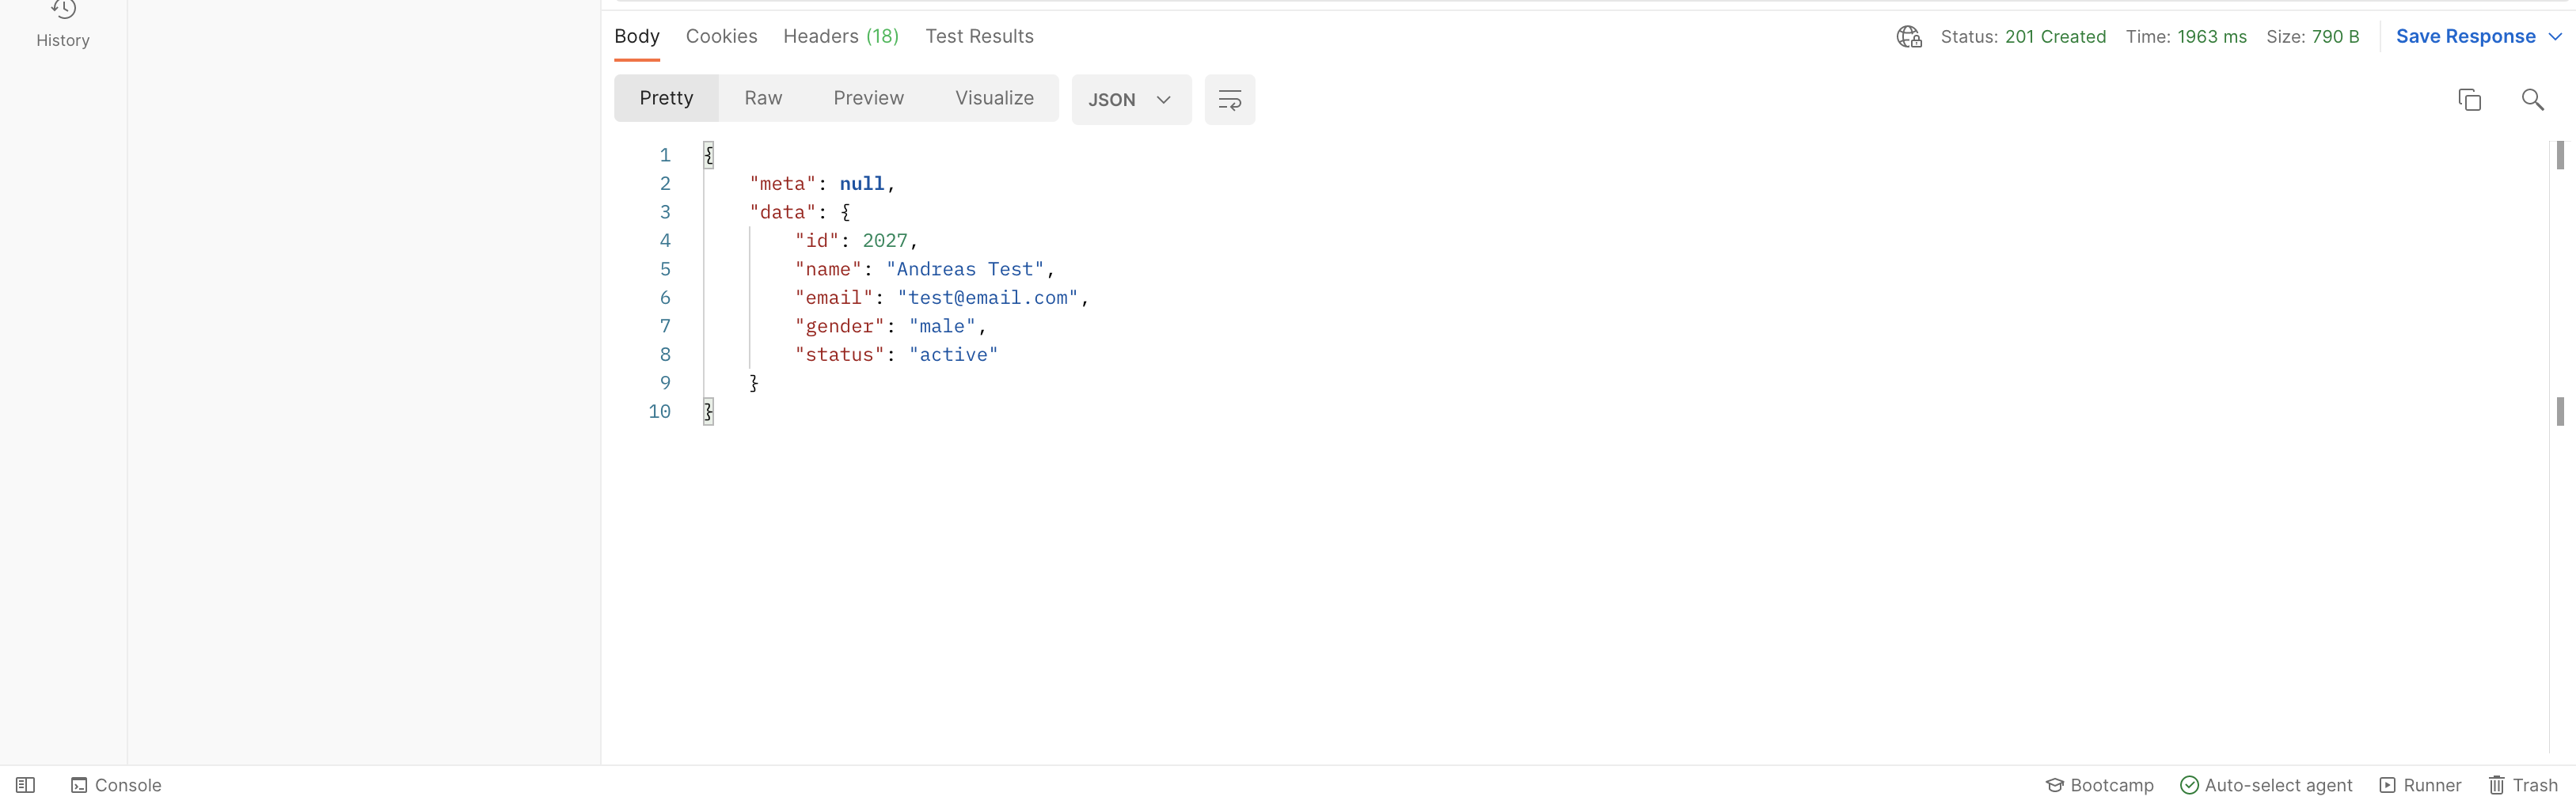 History
Body Cookies Headers (18) Test Results Status: 201 Created Time: 1963 ms Size: 790 B Save Response
Pretty Raw Preview Visualize JSON
1 {
2 "meta": null,
3 "data": {
4 "id": 2027,
5 "name": "Andreas Test",
6 "email": "test@email.com",
7 "gender": "male",
8 "status": "active"
9 }
10 }
Console Bootcamp Auto-select agent Runner Trash